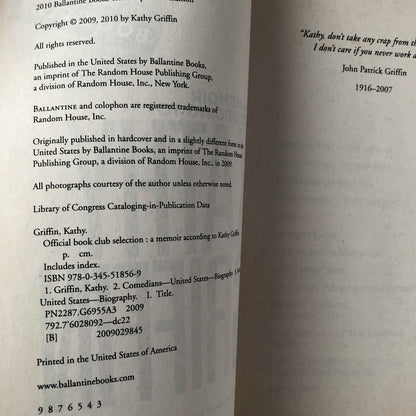 2010 Ballantine Books
Copyright © 2009, 2010 by Kathy Griffin
All rights reserved.
Published in the United States by Ballantine Books,
an imprint of The Random House Publishing Group,
a division of Random House, Inc., New York.
BALLANTINE and colophon are registered trademarks of
Random House, Inc.
Originally published in hardcover and in a slightly different form in the
United States by Ballantine Books, an imprint of The Random House
Publishing Group, a division of Random House, Inc., in 2009.
All photographs courtesy of the author unless otherwise noted.
Library of Congress Cataloging-in-Publication Data
Griffin, Kathy.
Official book club selection : a memoir according to Kathy Griffin
p. cm.
Includes index.
ISBN 978-0-345-51856-9
1. Griffin, Kathy. 2. Comedians—United States—Biography. 3.
United States—Biography. I. Title.
PN2287.G6955A3 2009
792.7'6028092—dc22
[B] 2009029845
Printed in the United States of America
www.ballantinebooks.com
9 8 7 6 5 4 3
"Kathy, don't take any crap from
I don't care if you never work
John Patrick Griffin
1916–2007